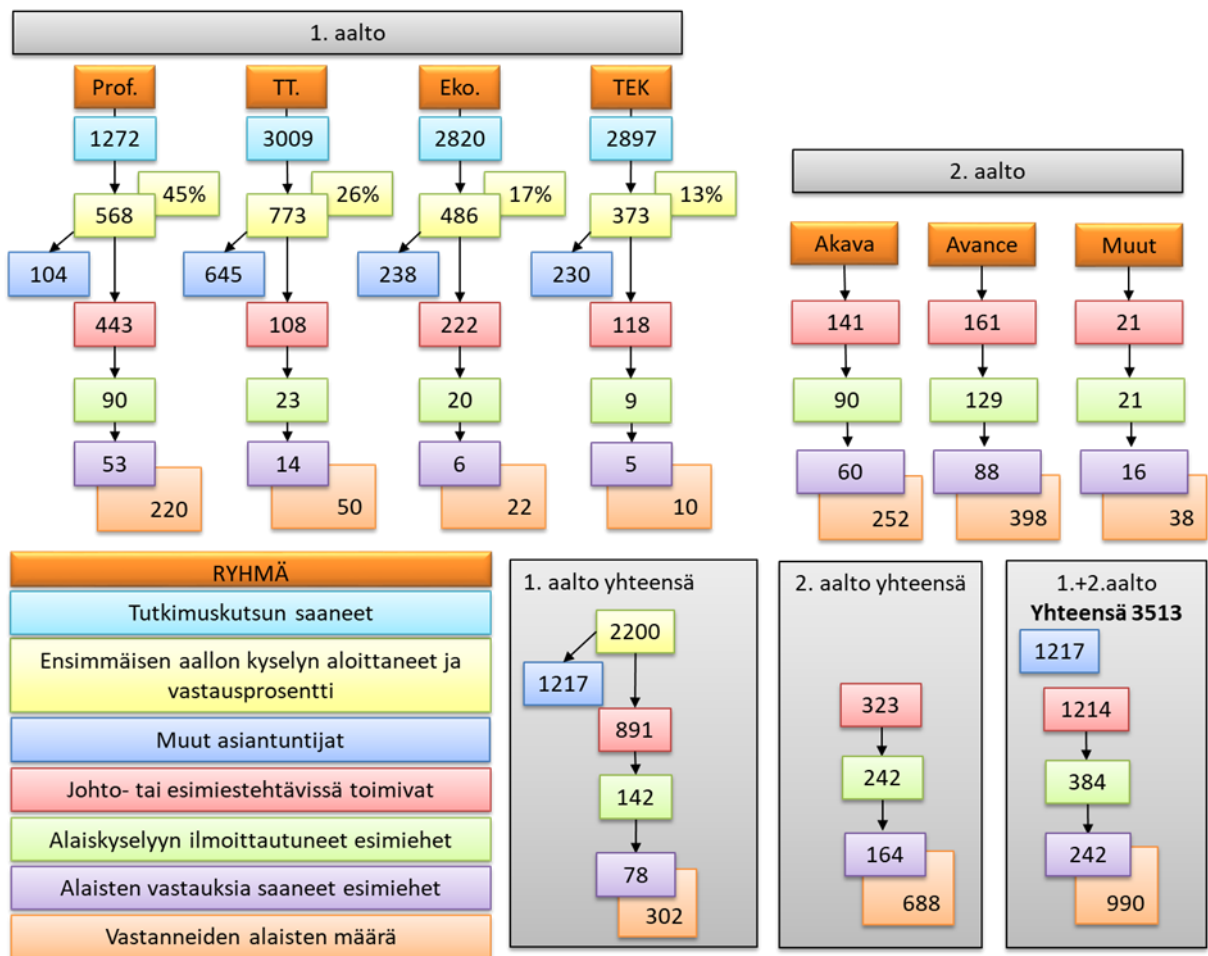 1. aalto
Prof. TT. Eko. TEK
1272 3009 2820 2897
45% 26% 17% 13%
568 773 486 373
104 645 238 230
443 108 222 118
90 23 20 9
53 14 6 5
220 50 22 10
2. aalto
Akava Avance Muut
141 161 21
90 129 21
60 88 16
252 398 38
RYHMÄ
Tutkimuskutsun saaneet
Ensimmäisen aallon kyselyn aloittaneet ja
vastausprosentti
Muut asiantuntijat
Johto- tai esimiestehtävissä toimivat
Alaiskyselyyn ilmoittautuneet esimiehet
Alaisten vastauksia saaneet esimiehet
Vastanneiden alaisten määrä
1. aalto yhteensä
2200
1217
891
142
78
302
2. aalto yhteensä
323
242
164
688
1.+2.aalto
Yhteensä 3513
1217
1214
384
242
990